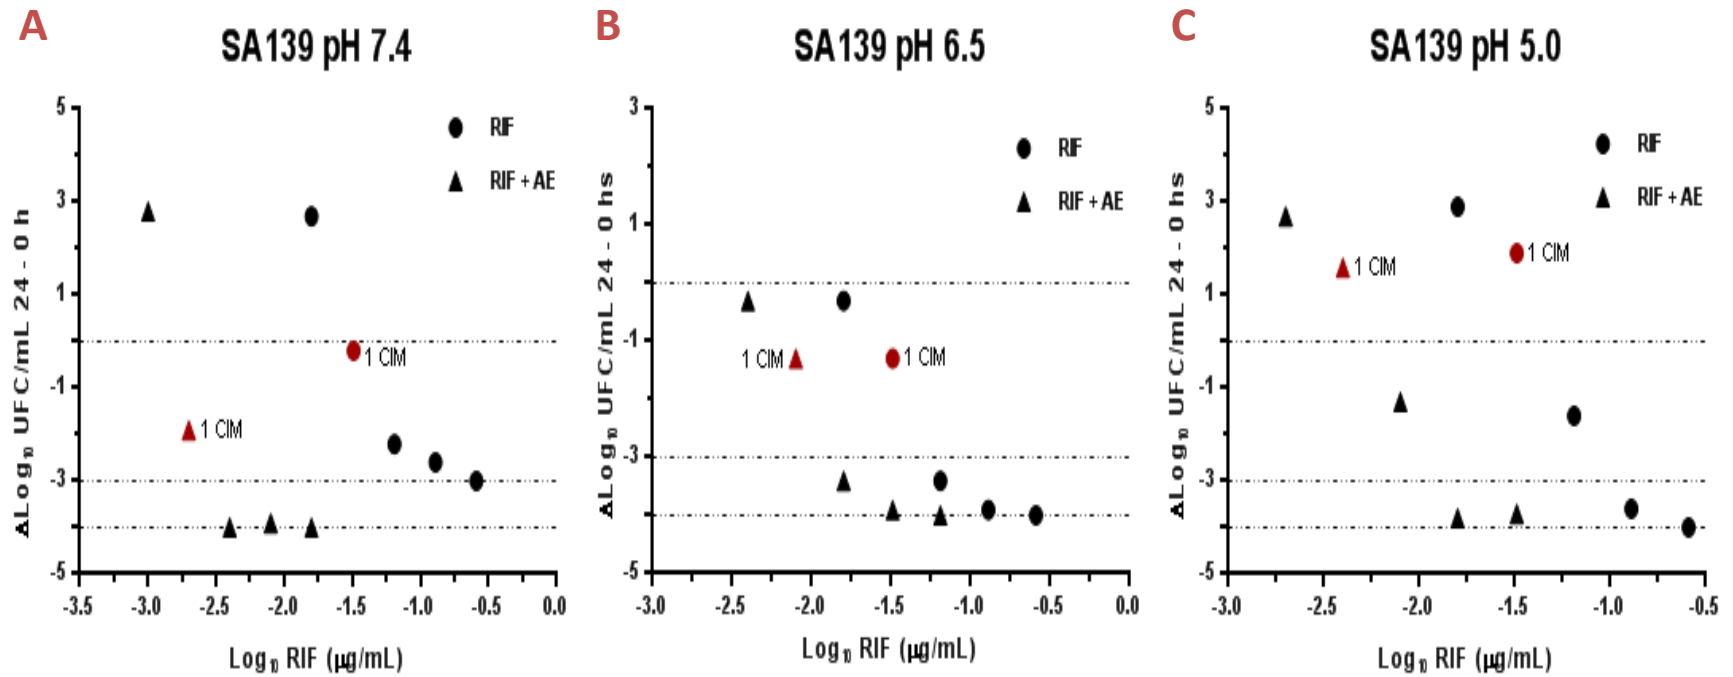 A
SA139 pH 7.4
ΔLog10 UFC/mL 24 - 0 h
5
3
1
-1
-3
-5
RIF
RIF + AE
1 CIM
1 CIM
-3.5 -3.0 -2.5 -2.0 -1.5 -1.0 -0.5 0.0
Log10 RIF (µg/mL)
B
SA139 pH 6.5
ΔLog10 UFC/mL 24 - 0 hs
3
1
-1
-3
-5
RIF
RIF + AE
1 CIM
1 CIM
-3.0 -2.5 -2.0 -1.5 -1.0 -0.5 0.0
Log10 RIF (µg/mL)
C
SA139 pH 5.0
ΔLog10 UFC/mL 24 - 0 hs
5
3
1
-1
-3
-5
RIF
RIF + AE
1 CIM
1 CIM
-3.0 -2.5 -2.0 -1.5 -1.0 -0.5
Log10 RIF (µg/mL)